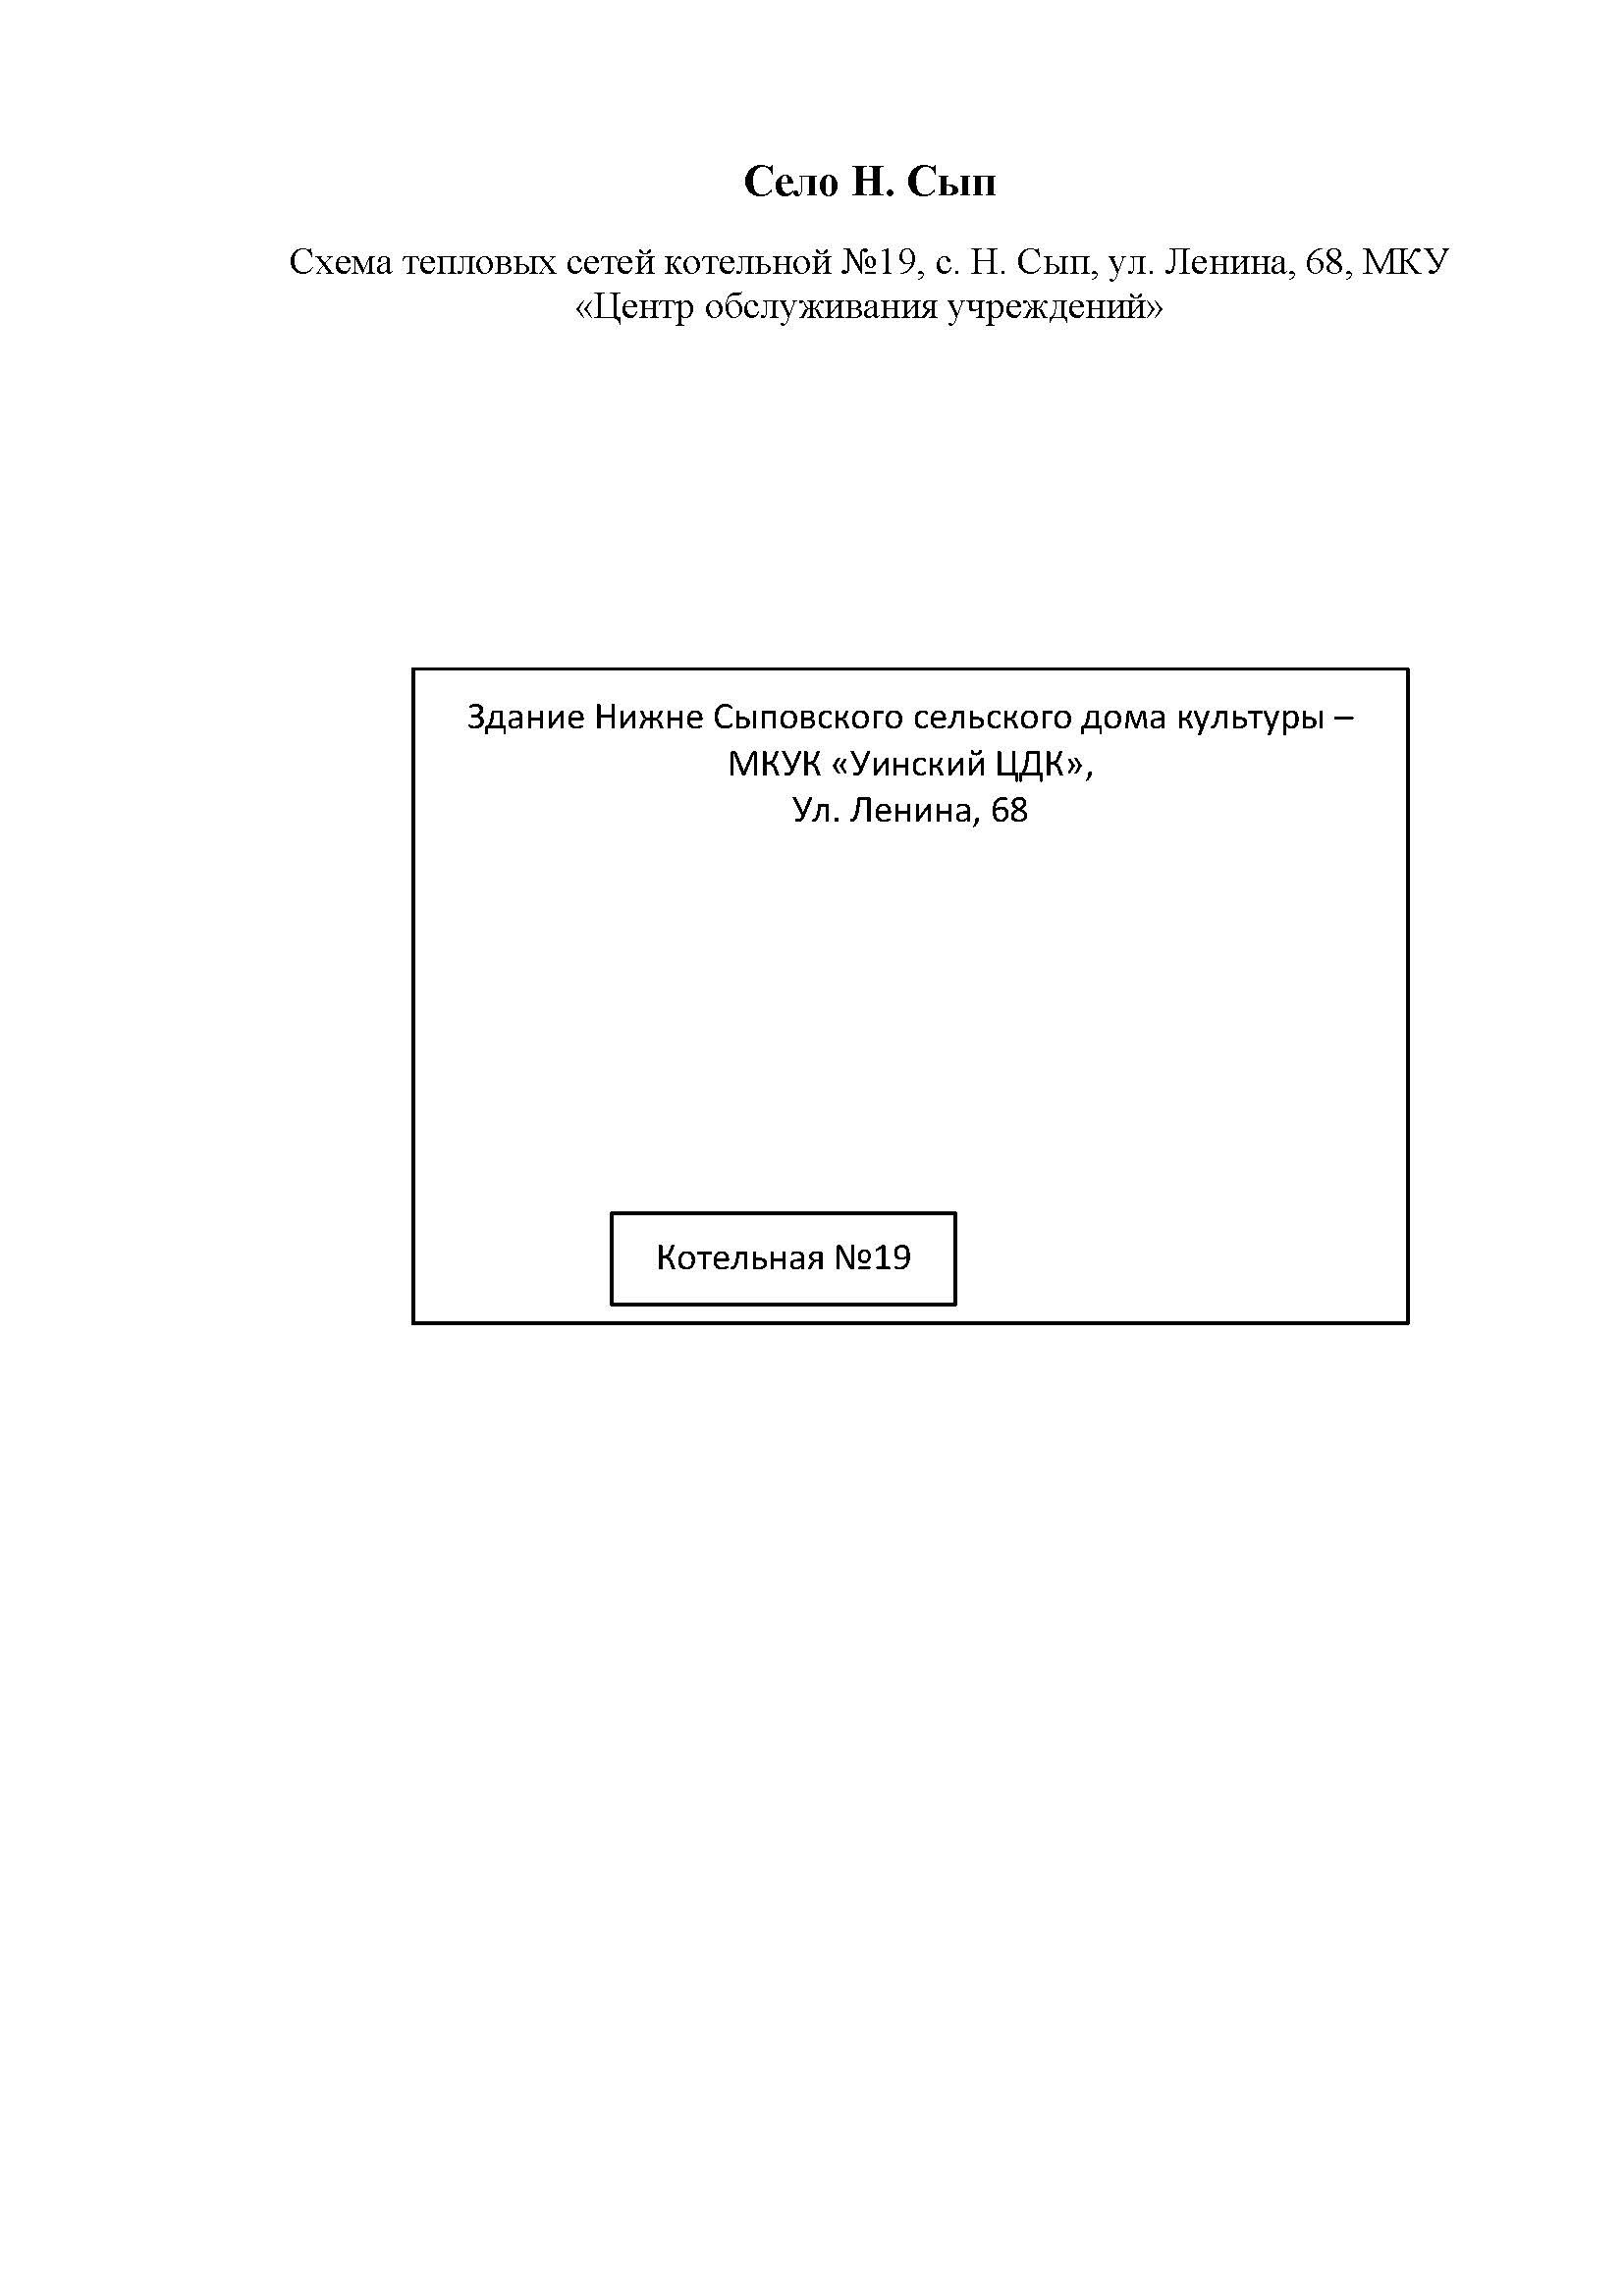 Село Н. Сып
Схема тепловых сетей котельной №19, с. Н. Сып, ул. Ленина, 68, МКУ
«Центр обслуживания учреждений»
Здание Нижне Сыповского сельского дома культуры –
МКУК «Уинский ЦДК»,
Ул. Ленина, 68
Котельная №19